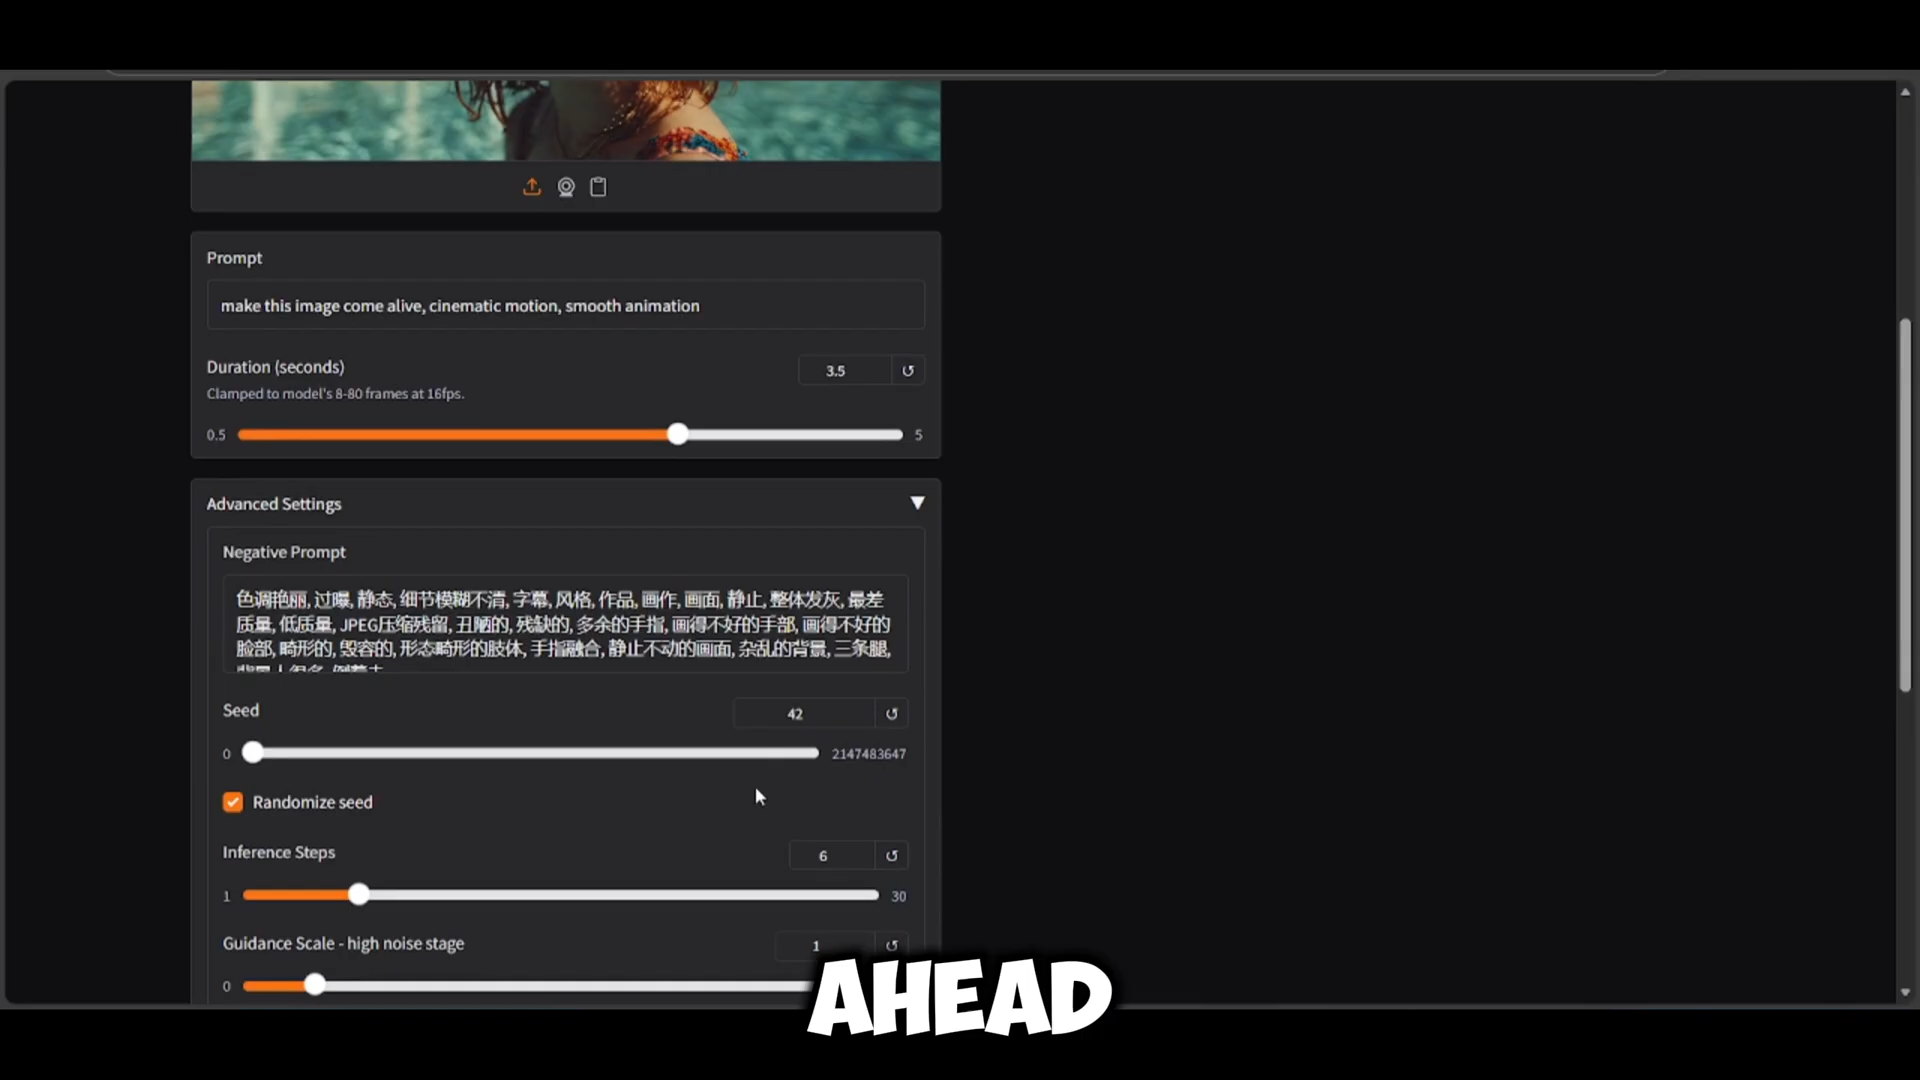 Prompt
make this image come alive, cinematic motion, smooth animation
Duration (seconds)
3.5
Clamped to model's 8-80 frames at 16fps.
0.5
5
Advanced Settings
Negative Prompt
色调艳丽, 过曝, 静态, 细节模糊不清, 字幕, 风格, 作品, 画作, 画面, 静止, 整体发灰, 最差
质量, 低质量, JPEG压缩残留, 丑陋的, 残缺的, 多余的手指, 画得不好的手部, 画得不好的
脸部, 畸形的, 毁容的, 形态畸形的肢体, 手指融合, 静止不动的画面, 杂乱的背景, 三条腿,
Seed
42
0
2147483647
Randomize seed
Inference Steps
6
1
30
Guidance Scale - high noise stage
1
0
AHEAD